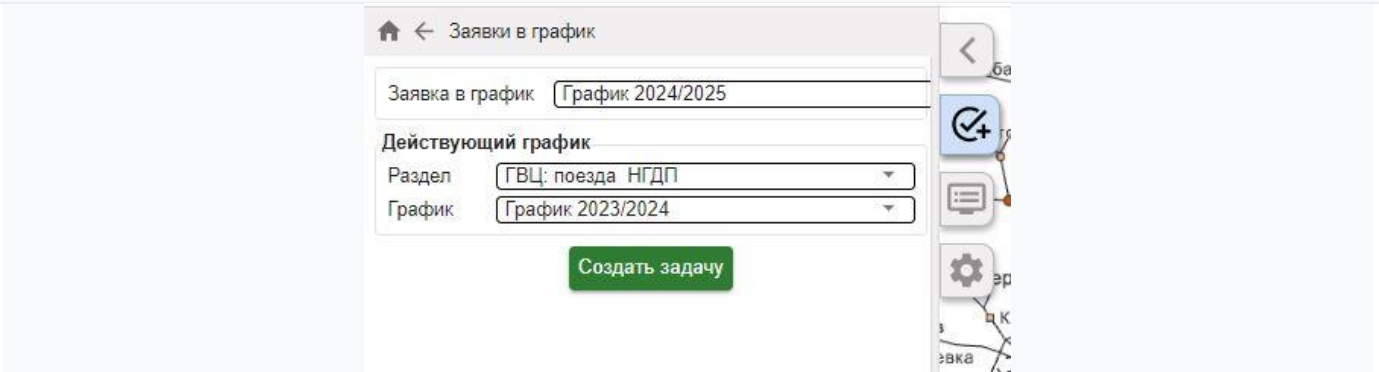 Заявки в график
Заявка в график График 2024/2025
Действующий график
Раздел ГВЦ: поезда НГДП
График График 2023/2024
Создать задачу